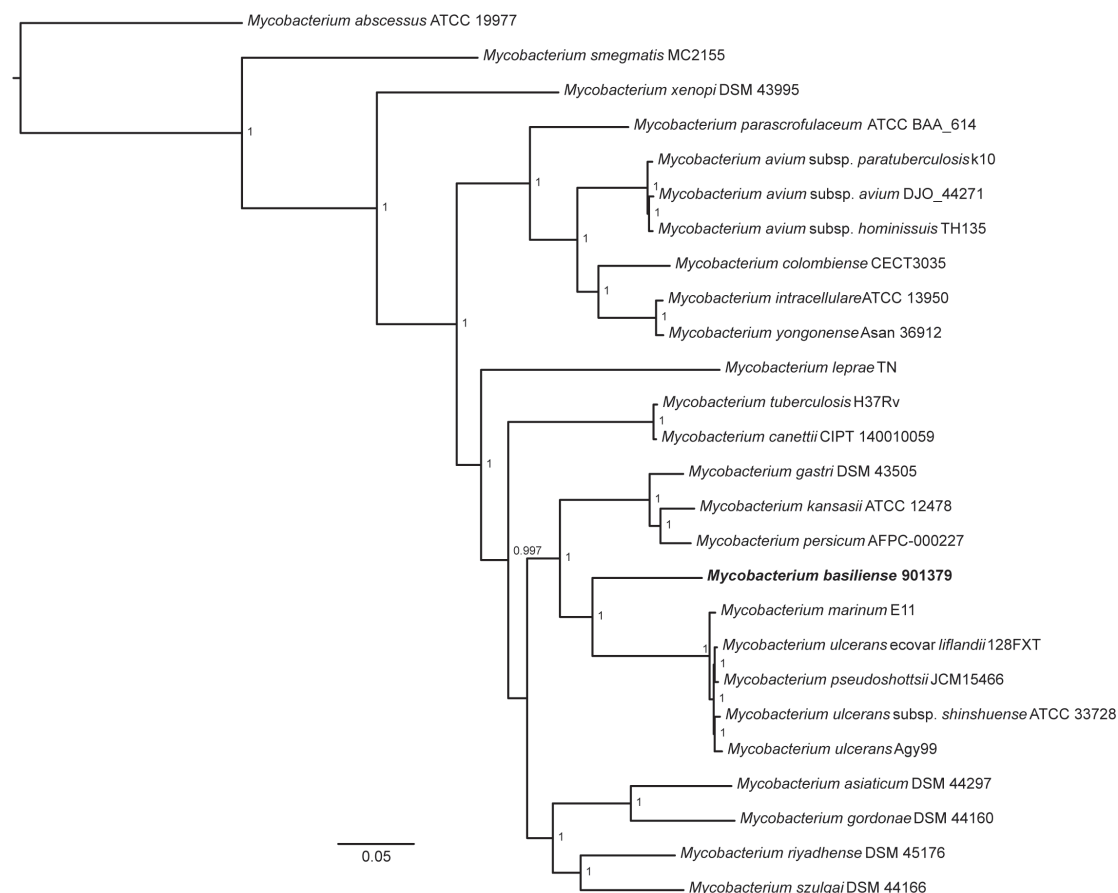 Mycobacterium abscessus ATCC 19977
Mycobacterium smegmatis MC2155
Mycobacterium xenopi DSM 43995
Mycobacterium parascrofulaceum ATCC BAA_614
1
Mycobacterium avium subsp. paratuberculosis k10
1
1
Mycobacterium avium subsp. avium DJO_44271
1
1
Mycobacterium avium subsp. hominissuis TH135
1
Mycobacterium colombiense CECT3035
1
Mycobacterium intracellulare ATCC 13950
1
1
Mycobacterium yongonense Asan 36912
Mycobacterium leprae TN
Mycobacterium tuberculosis H37Rv
1
Mycobacterium canettii CIPT 140010059
1
Mycobacterium gastri DSM 43505
1
Mycobacterium kansasii ATCC 12478
1
Mycobacterium persicum AFPC-000227
0.997
1
Mycobacterium basiliense 901379
Mycobacterium marinum E11
1
Mycobacterium ulcerans ecovar liflandii 128FXT
1
1
Mycobacterium pseudoshottsii JCM15466
1
Mycobacterium ulcerans subsp. shinshuense ATCC 33728
1
Mycobacterium ulcerans Agy99
Mycobacterium asiaticum DSM 44297
1
Mycobacterium gordonae DSM 44160
1
Mycobacterium riyadhense DSM 45176
0.05
1
Mycobacterium szulgai DSM 44166